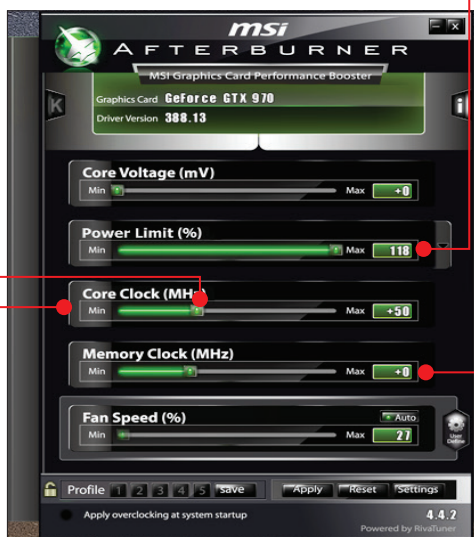 msi
AFTERBURNER
MSI Graphics Card Performance Booster
K
i
Graphics Card GeForce GTX 970
Driver Version 388.13
Core Voltage (mV)
Min Max +0
Power Limit (%)
Min Max 118
Core Clock (MHz)
Min Max +50
Memory Clock (MHz)
Min Max +0
Fan Speed (%)
Auto
Min Max 27
User Define
Profile 1 2 3 4 5 Save Apply Reset Settings
Apply overclocking at system startup 4.4.2
Powered by RivaTuner